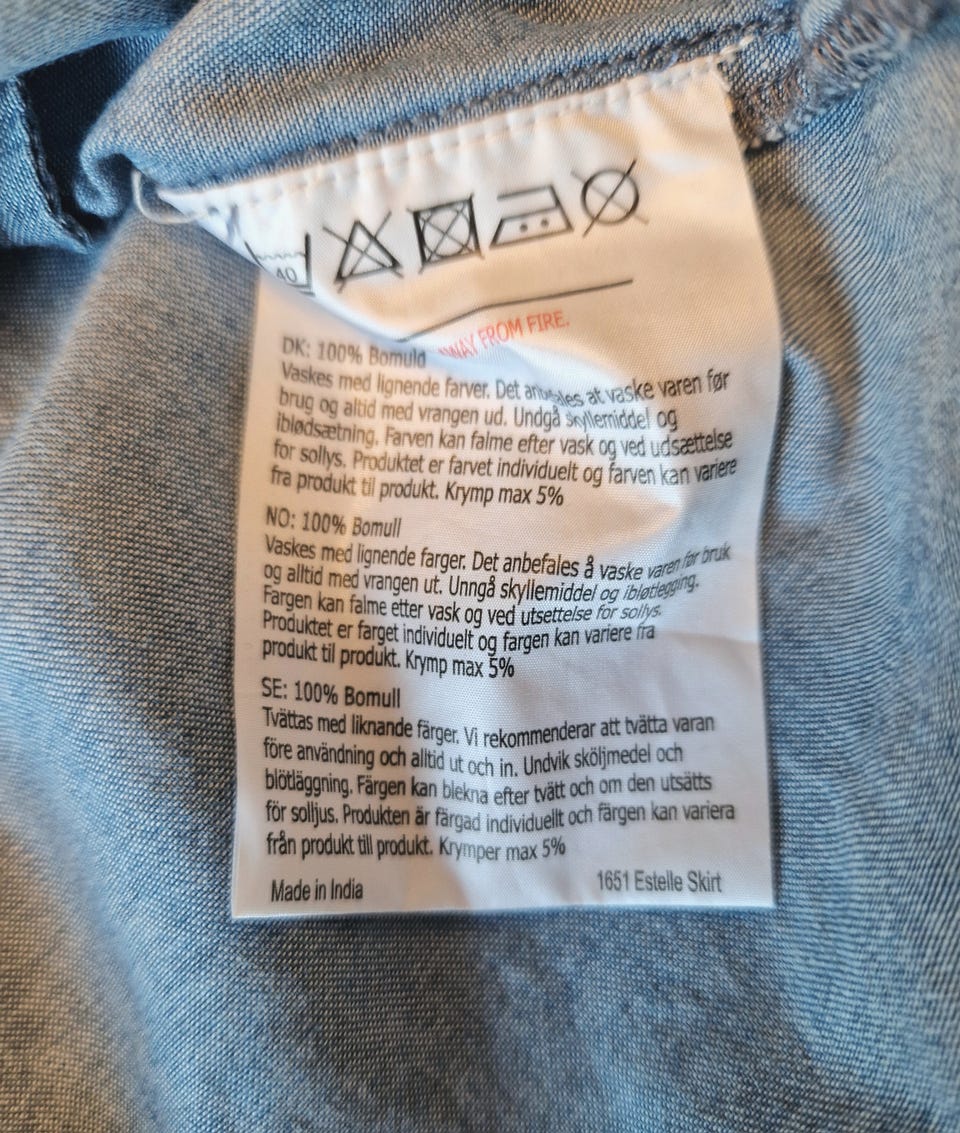 40
AWAY FROM FIRE.
DK: 100% Bomuld
Vaskes med lignende farver. Det anbefales at vaske varen før
brug og altid med vrangen ud. Undgå skyllemiddel og
iblødsætning. Farven kan falme efter vask og ved udsættelse
for sollys. Produktet er farvet individuelt og farven kan variere
fra produkt til produkt. Krymp max 5%
NO: 100% Bomull
Vaskes med lignende farger. Det anbefales å vaske varen før bruk
og alltid med vrangen ut. Unngå skyllemiddel og ibløtlegging.
Fargen kan falme etter vask og ved utsettelse for sollys.
Produktet er farget individuelt og fargen kan variere fra
produkt til produkt. Krymp max 5%
SE: 100% Bomull
Tvättas med liknande färger. Vi rekommenderar att tvätta varan
före användning och alltid ut och in. Undvik sköljmedel och
blötläggning. Färgen kan blekna efter tvätt och om den utsätts
för solljus. Produkten är färgad individuellt och färgen kan variera
från produkt till produkt. Krymper max 5%
Made in India
1651 Estelle Skirt